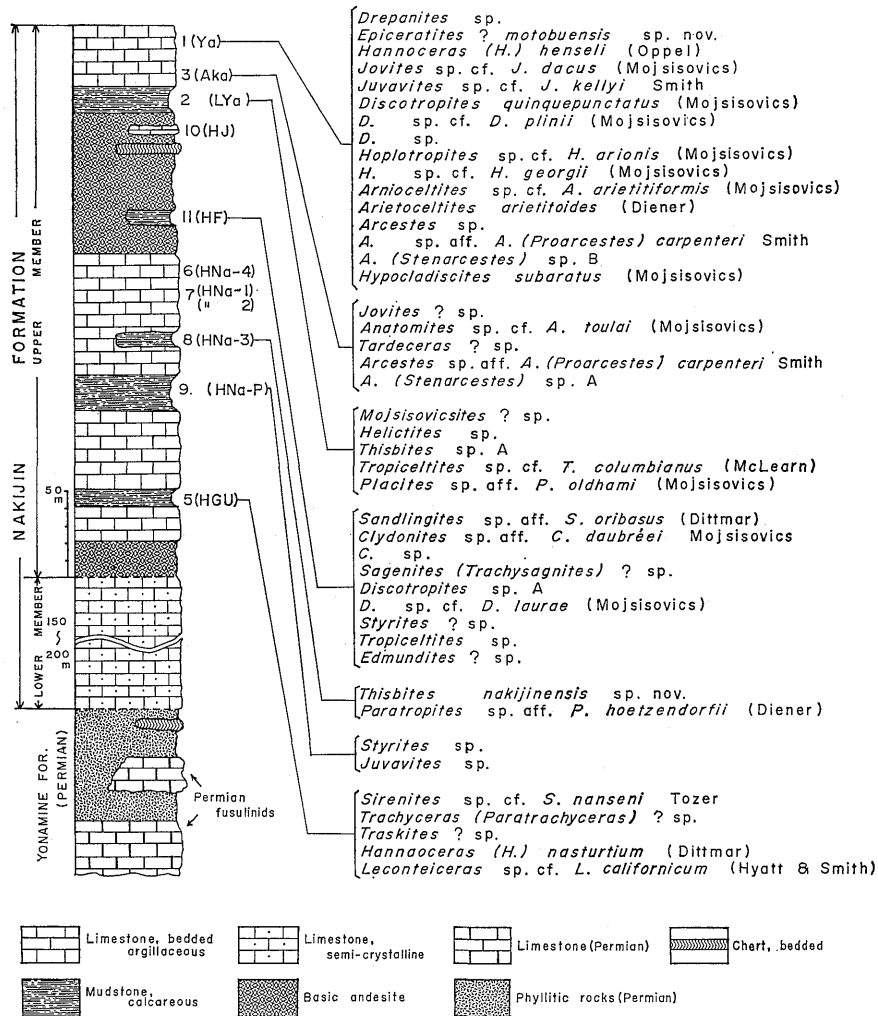 FORMATION
NAKIJIN
UPPER MEMBER
LOWER MEMBER
YONAMINE FOR.
(PERMIAN)
50
m
150
200
m
1 (Ya)
3 (Aka)
2 (LYa)
10 (HJ)
11 (HF)
6 (HNa-4)
7 (HNa-1)
(" 2)
8 (HNa-3)
9. (HNa-P)
5 (HGU)
Permian
fusulinids
Drepanites sp.
Epiceratites ? motobuensis sp. nov.
Hannoceras (H.) henseli (Oppel)
Jovites sp. cf. J. dacus (Mojsisovics)
Juvavites sp. cf. J. kellyi Smith
Discotropites quinquepunctatus (Mojsisovics)
D. sp. cf. D. plinii (Mojsisovics)
D. sp.
Hoplotropites sp. cf. H. arionis (Mojsisovics)
H. sp. cf. H. georgii (Mojsisovics)
Arnioceltites sp. cf. A. arietitiformis (Mojsisovics)
Arietoceltites arietitoides (Diener)
Arcestes sp.
A. sp. aff. A. (Proarcestes) carpenteri Smith
A. (Stenarcestes) sp. B
Hypocladiscites subaratus (Mojsisovics)
Jovites ? sp.
Anatomites sp. cf. A. toulai (Mojsisovics)
Tardeceras ? sp.
Arcestes sp. aff. A. (Proarcestes) carpenteri Smith
A. (Stenarcestes) sp. A
Mojsisovicsites ? sp.
Helictites sp.
Thisbites sp. A
Tropiceltites sp. cf. T. columbianus (McLearn)
Placites sp. aff. P. oldhami (Mojsisovics)
Sandlingites sp. aff. S. oribasus (Dittmar)
Clydonites sp. aff. C. daubréei Mojsisovics
C. sp.
Sagenites (Trachysagnites) ? sp.
Discotropites sp. A
D. sp. cf. D. laurae (Mojsisovics)
Styrites ? sp.
Tropiceltites sp.
Edmundites ? sp.
Thisbites nakijinensis sp. nov.
Paratropites sp. aff. P. hoetzendorfii (Diener)
Styrites sp.
Juvavites sp.
Sirenites sp. cf. S. nanseni Tozer
Trachyceras (Paratrachyceras) ? sp.
Traskites ? sp.
Hannaoceras (H.) nasturtium (Dittmar)
Leconteiceras sp. cf. L. californicum (Hyatt & Smith)
Limestone, bedded
argillaceous
Limestone,
semi-crystalline
Limestone (Permian)
Chert, bedded
Mudstone,
calcareous
Basic andesite
Phyllitic rocks (Permian)